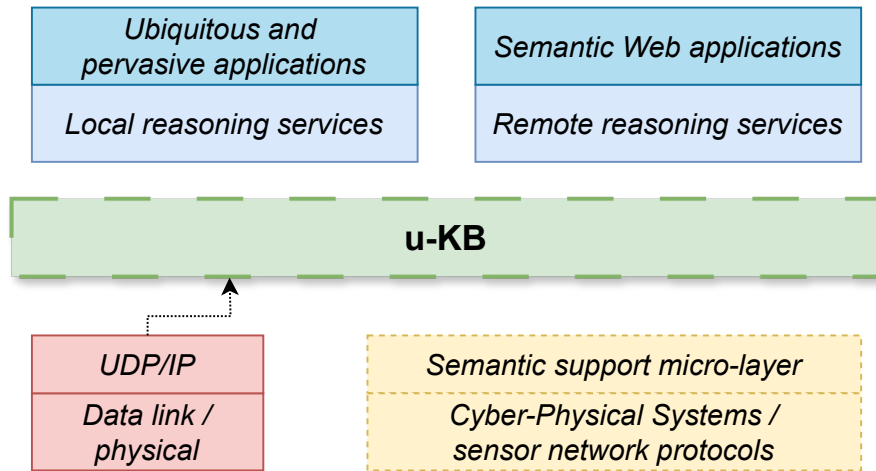 Ubiquitous and
pervasive applications
Local reasoning services
Semantic Web applications
Remote reasoning services
u-KB
UDP/IP
Data link /
physical
Semantic support micro-layer
Cyber-Physical Systems /
sensor network protocols